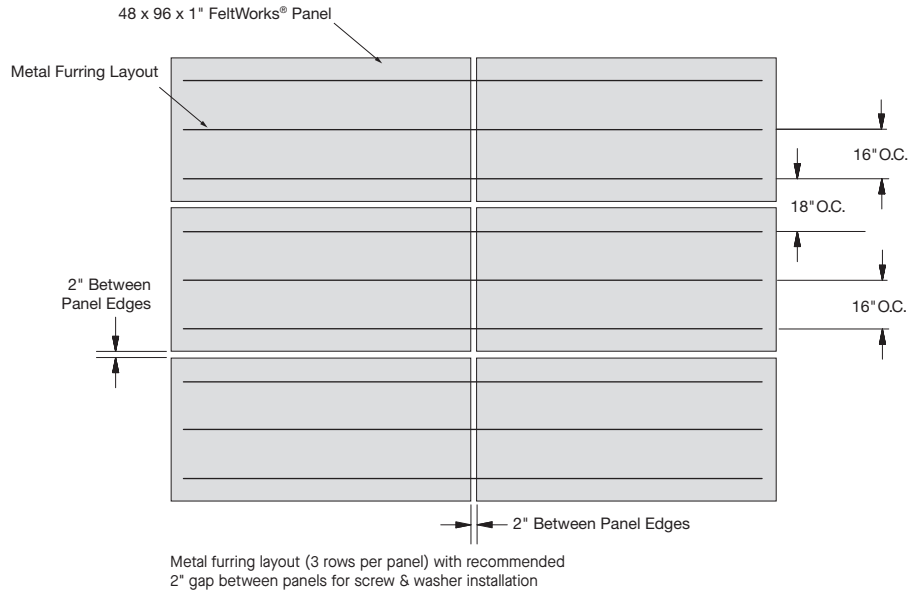 48 x 96 x 1" FeltWorks® Panel
Metal Furring Layout
16" O.C.
18" O.C.
2" Between
Panel Edges
16" O.C.
2" Between Panel Edges
Metal furring layout (3 rows per panel) with recommended
2" gap between panels for screw & washer installation